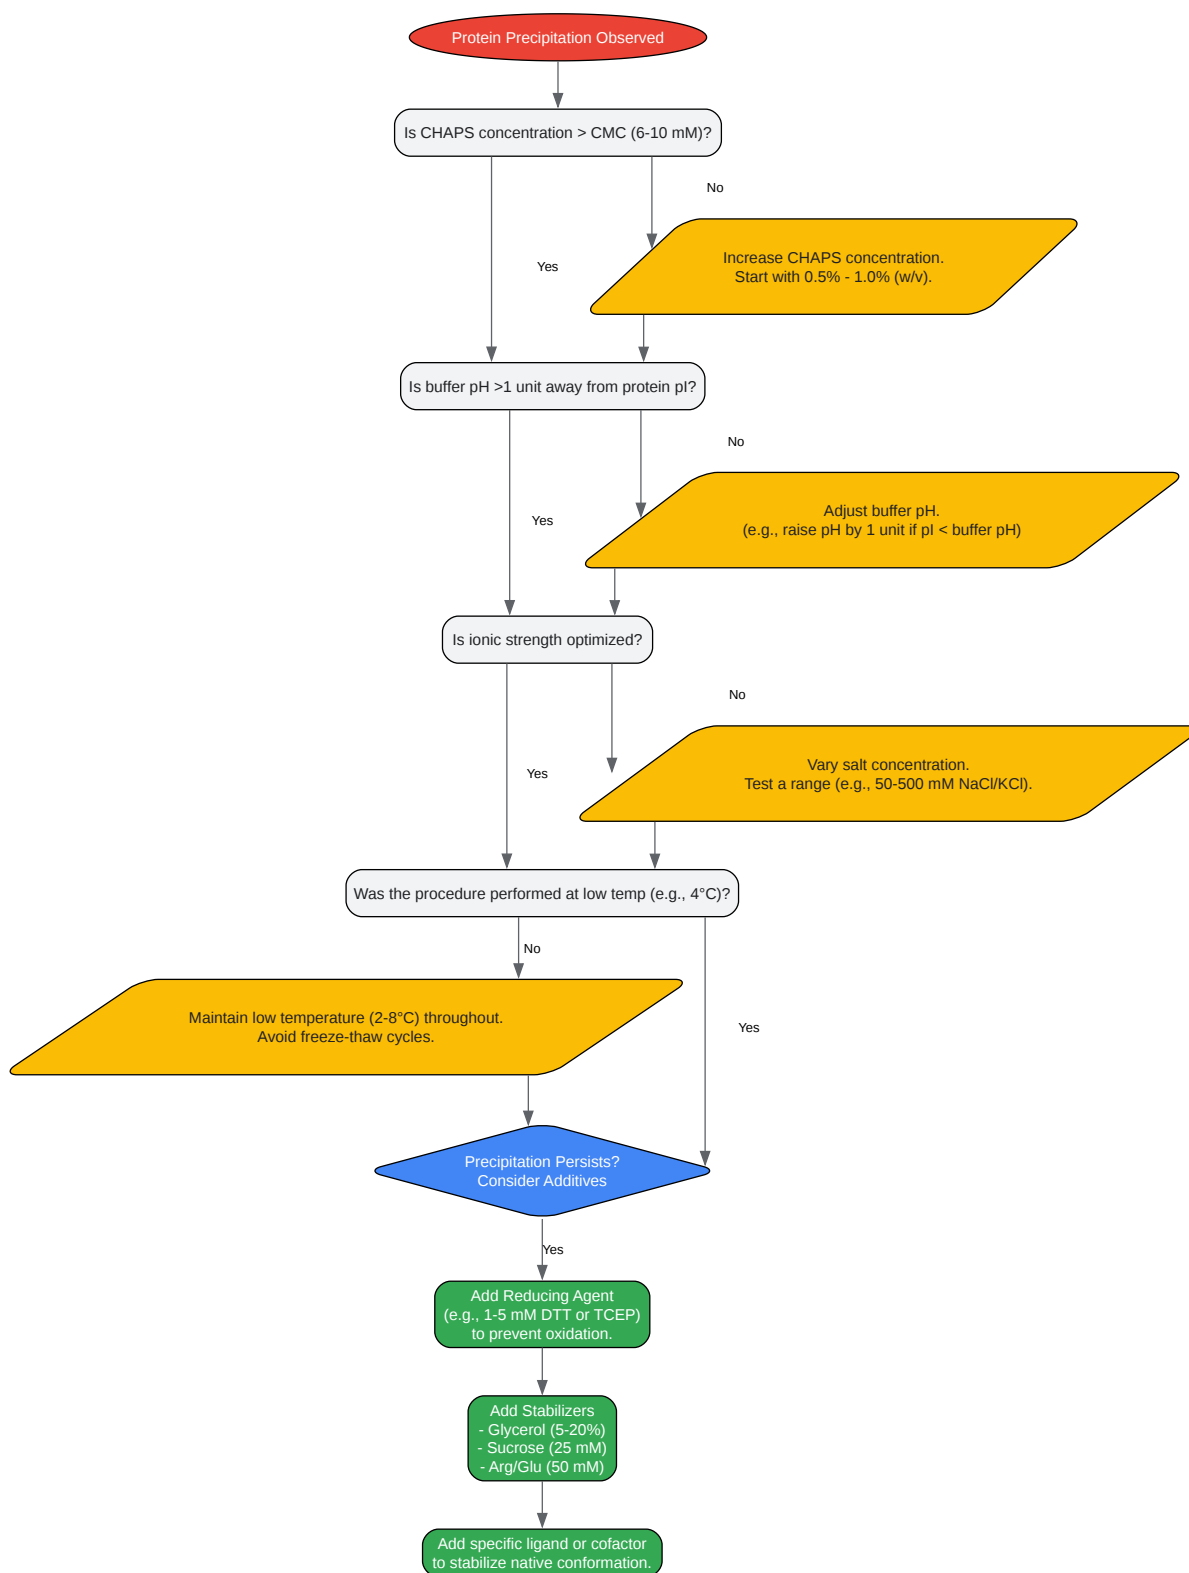 Protein Precipitation Observed
Is CHAPS concentration > CMC (6-10 mM)?
No
Yes
Increase CHAPS concentration.
Start with 0.5% - 1.0% (w/v).
Is buffer pH >1 unit away from protein pI?
No
Yes
Adjust buffer pH.
(e.g., raise pH by 1 unit if pI < buffer pH)
Is ionic strength optimized?
No
Yes
Vary salt concentration.
Test a range (e.g., 50-500 mM NaCl/KCl).
Was the procedure performed at low temp (e.g., 4°C)?
No
Maintain low temperature (2-8°C) throughout.
Avoid freeze-thaw cycles.
Yes
Precipitation Persists?
Consider Additives
Yes
Add Reducing Agent
(e.g., 1-5 mM DTT or TCEP)
to prevent oxidation.
Add Stabilizers
- Glycerol (5-20%)
- Sucrose (25 mM)
- Arg/Glu (50 mM)
Add specific ligand or cofactor
to stabilize native conformation.